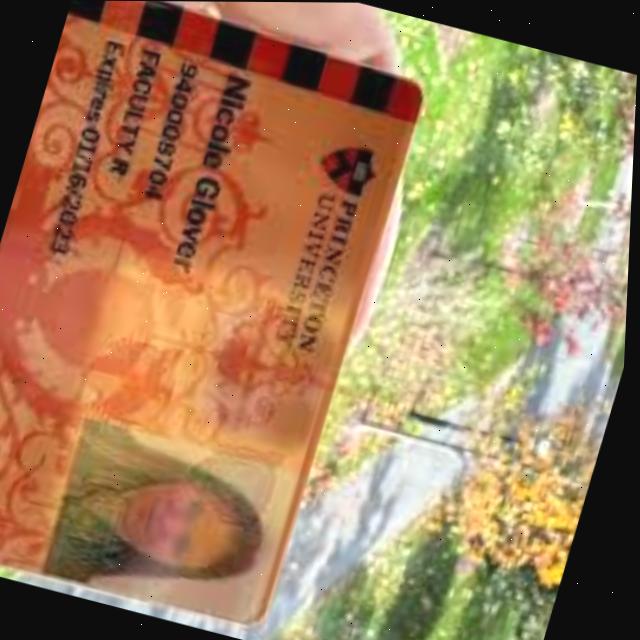 PRINCETON
UNIVERSITY
Nicole Glover
940008704
FACULTY R
Expires 01/16/2023